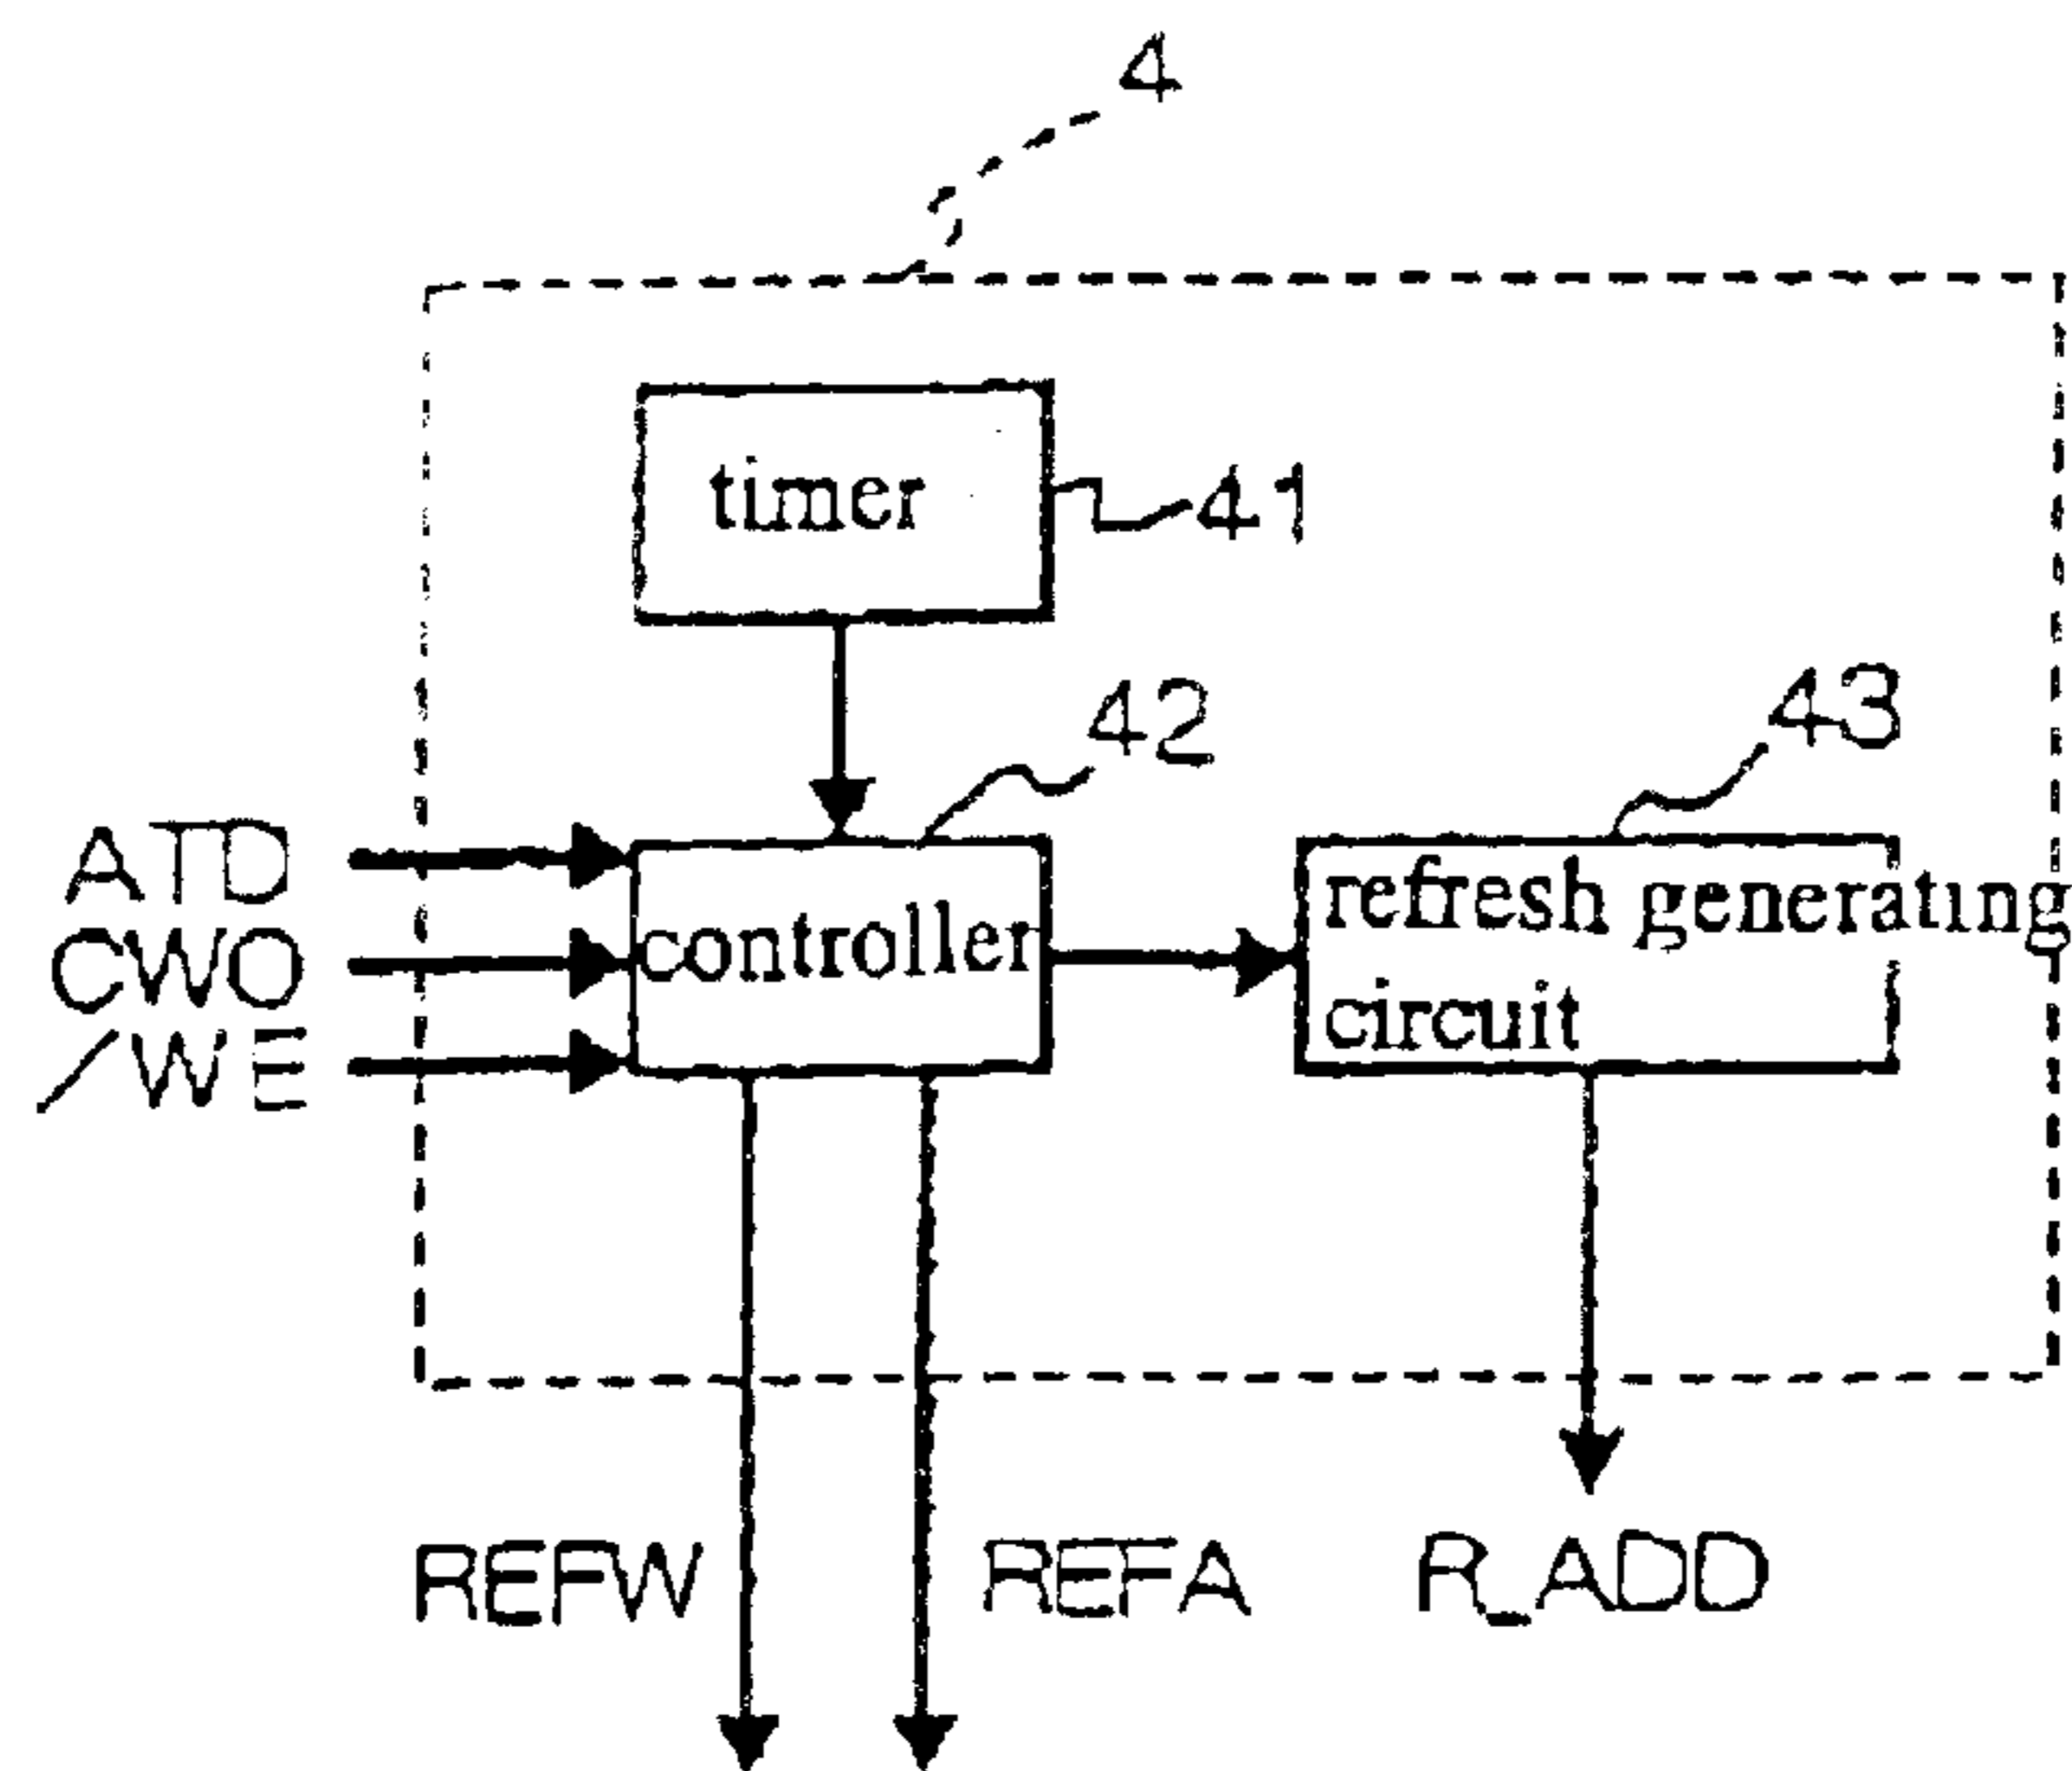 4
timer
41
42
43
ATD
CWO
/WE
controller
refresh generating
circuit
REFW
REFA
R_ADD